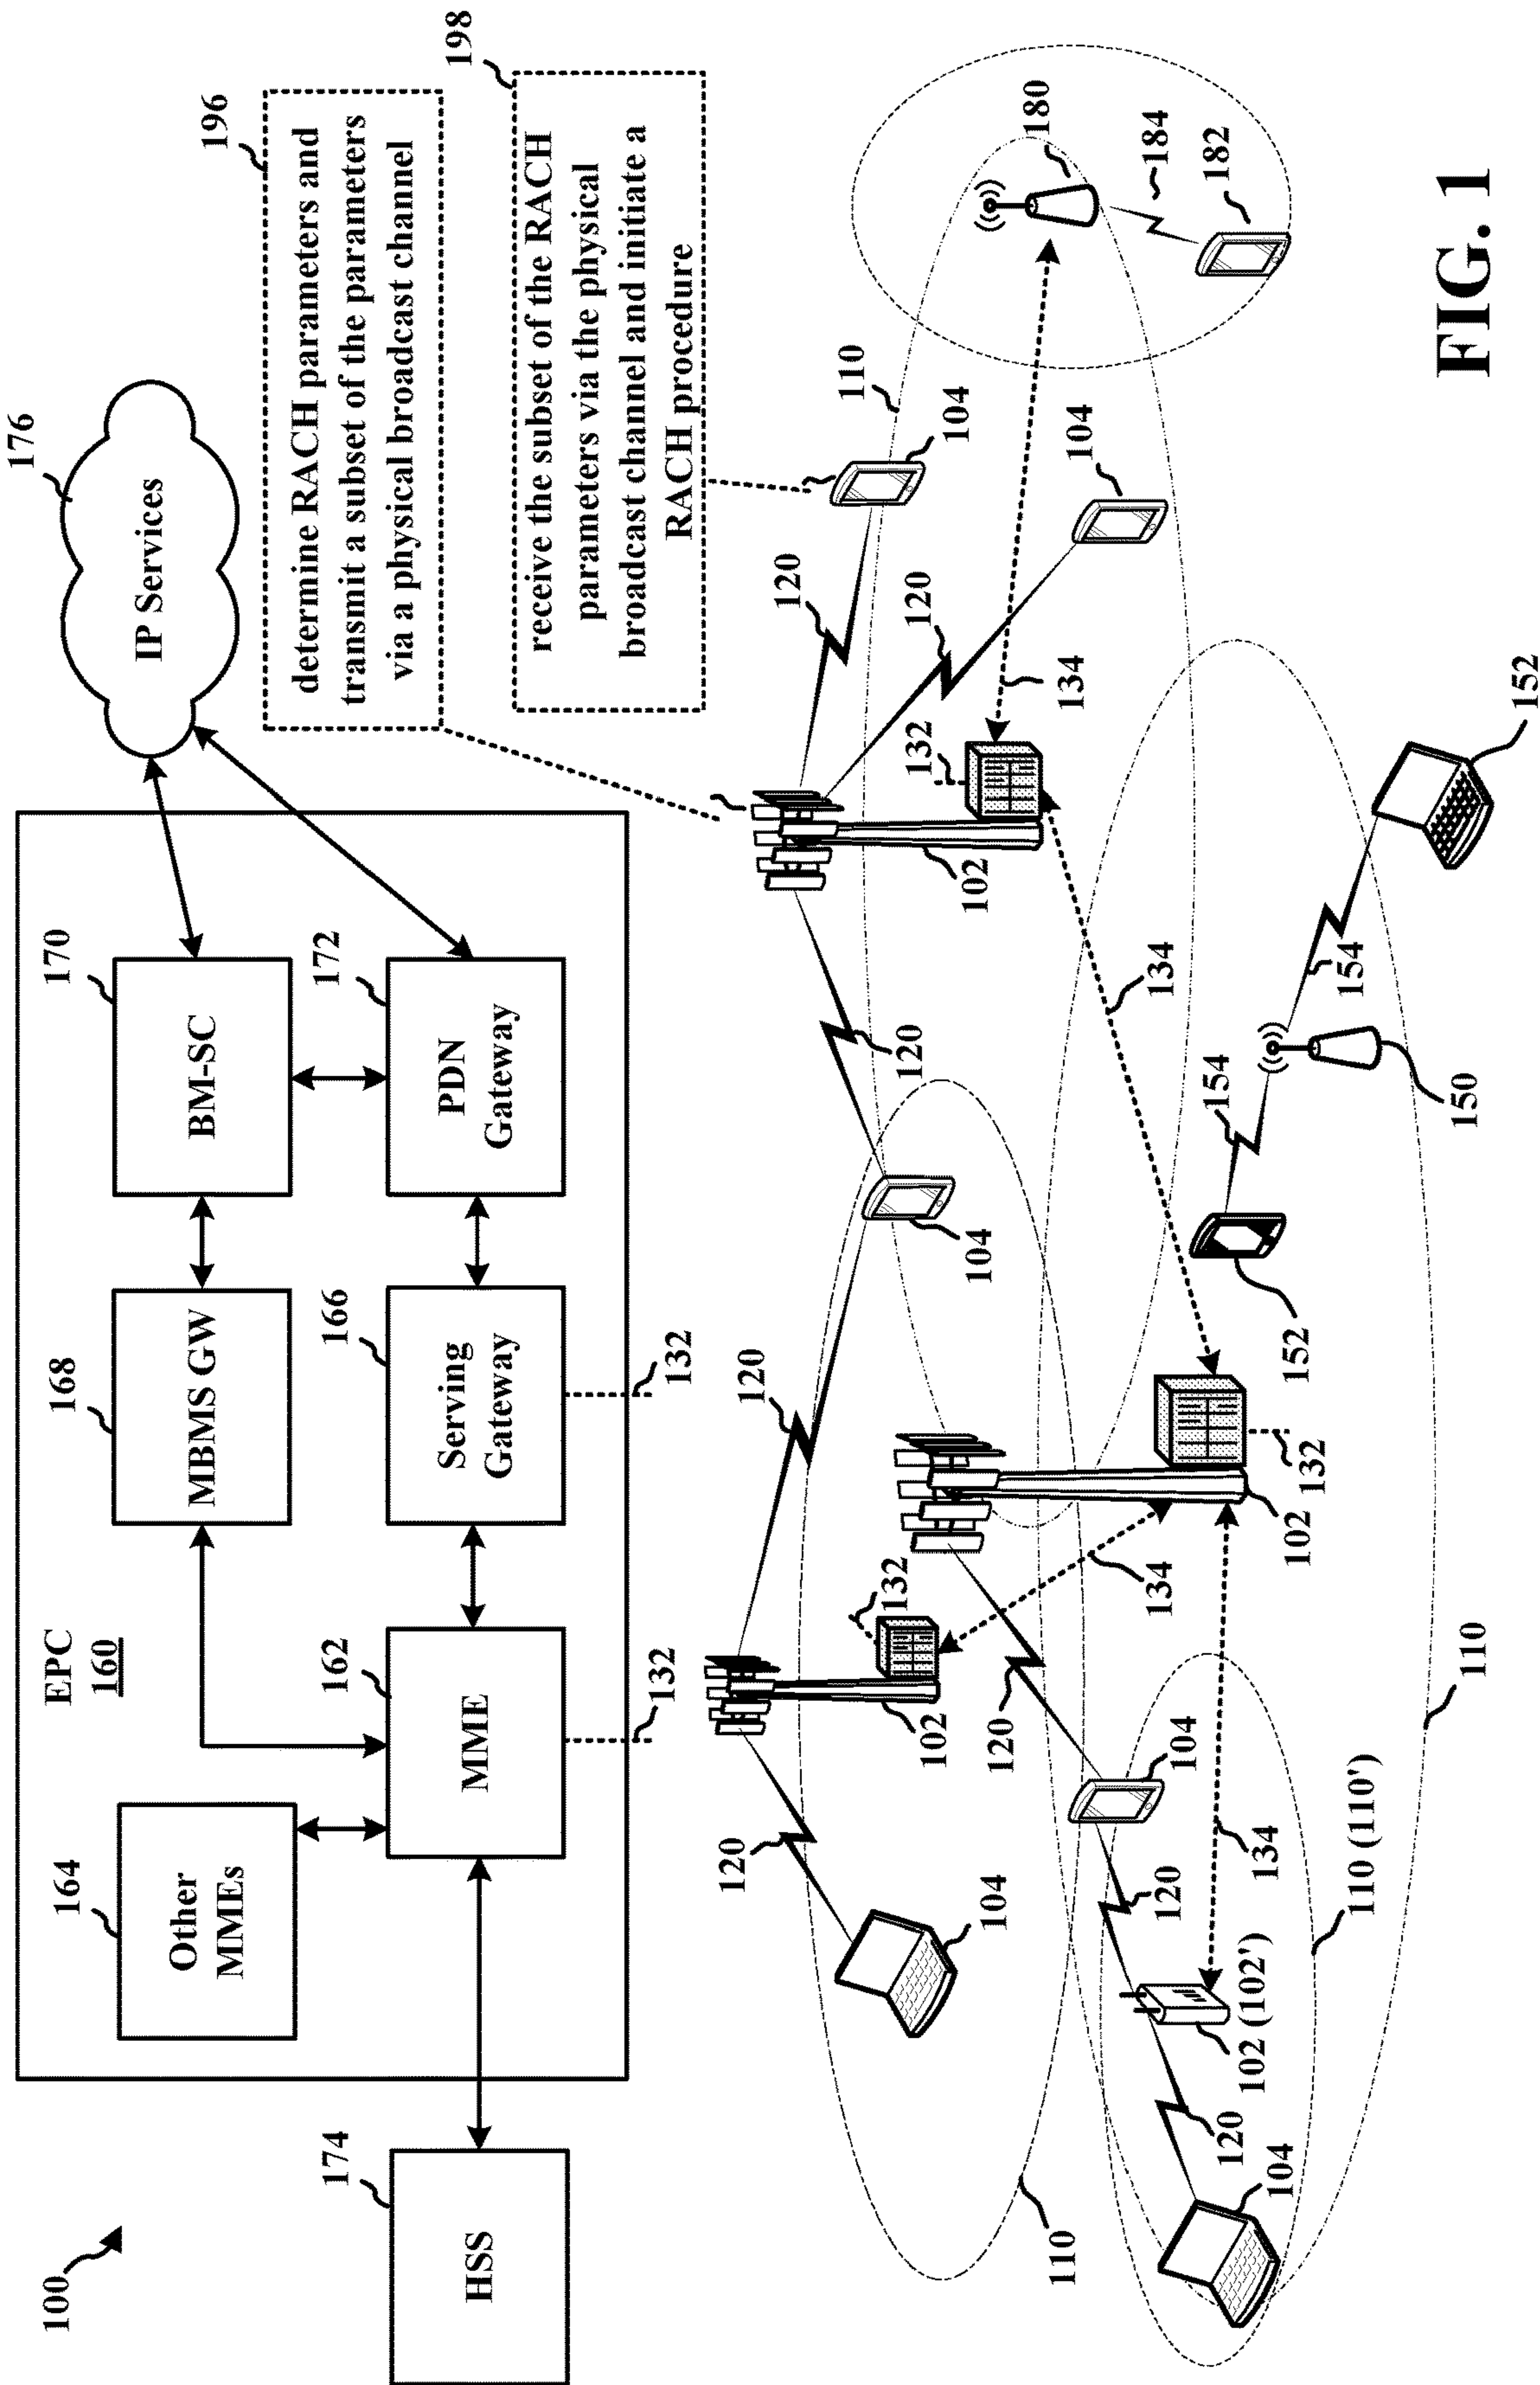 100
EPC
160
164
Other
MMEs
168
MBMS GW
170
BM-SC
176
IP Services
174
HSS
162
MME
166
Serving
Gateway
172
PDN
Gateway
132
132
196
determine RACH parameters and
transmit a subset of the parameters
via a physical broadcast channel
198
receive the subset of the RACH
parameters via the physical
broadcast channel and initiate a
RACH procedure
120
120
120
120
120
104
104
104
104
132
102
132
102
110
134
134
180
184
182
110
102 (102')
120
120
104
104
120
134
134
102
132
152
154
154
150
152
110 (110')
110
FIG. 1